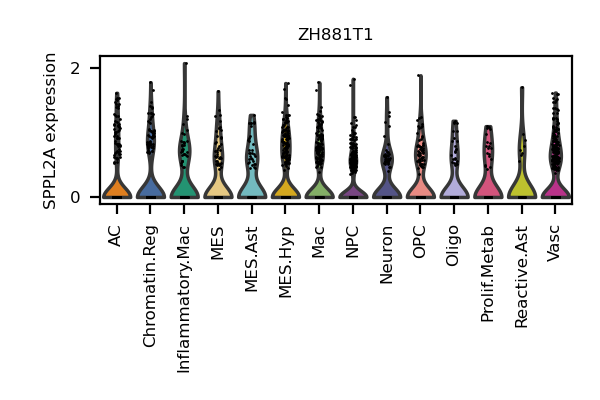 ZH881T1
SPPL2A expression
2
0
AC
Chromatin.Reg
Inflammatory.Mac
MES
MES.Ast
MES.Hyp
Mac
NPC
Neuron
OPC
Oligo
Prolif.Metab
Reactive.Ast
Vasc